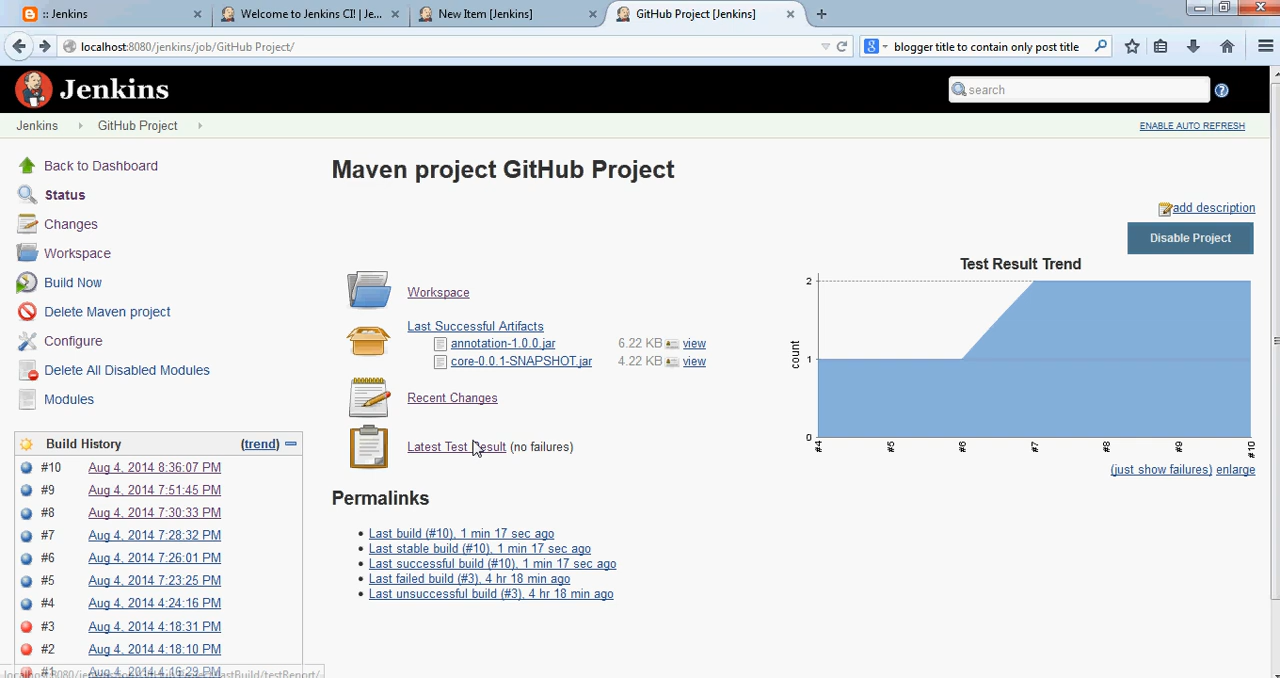 :: Jenkins
Welcome to Jenkins CI! | Je...
New Item [Jenkins]
GitHub Project [Jenkins]
localhost:8080/jenkins/job/GitHub Project/
blogger title to contain only post title
Jenkins
search
Jenkins
GitHub Project
ENABLE AUTO REFRESH
Back to Dashboard
Status
Changes
Workspace
Build Now
Delete Maven project
Configure
Delete All Disabled Modules
Modules
Build History (trend)
#10 Aug 4, 2014 8:36:07 PM
#9 Aug 4, 2014 7:51:45 PM
#8 Aug 4, 2014 7:30:33 PM
#7 Aug 4, 2014 7:28:32 PM
#6 Aug 4, 2014 7:26:01 PM
#5 Aug 4, 2014 7:23:25 PM
#4 Aug 4, 2014 4:24:16 PM
#3 Aug 4, 2014 4:18:31 PM
#2 Aug 4, 2014 4:18:10 PM
#1 Aug 4, 2014 4:16:29 PM
Maven project GitHub Project
add description
Disable Project
Workspace
Last Successful Artifacts
annotation-1.0.0.jar 6.22 KB view
core-0.0.1-SNAPSHOT.jar 4.22 KB view
Recent Changes
Latest Test Result (no failures)
Permalinks
Last build (#10), 1 min 17 sec ago
Last stable build (#10), 1 min 17 sec ago
Last successful build (#10), 1 min 17 sec ago
Last failed build (#3), 4 hr 18 min ago
Last unsuccessful build (#3), 4 hr 18 min ago
Test Result Trend
count
2
1
0
#4 #5 #6 #7 #8 #9 #10
(just show failures) enlarge